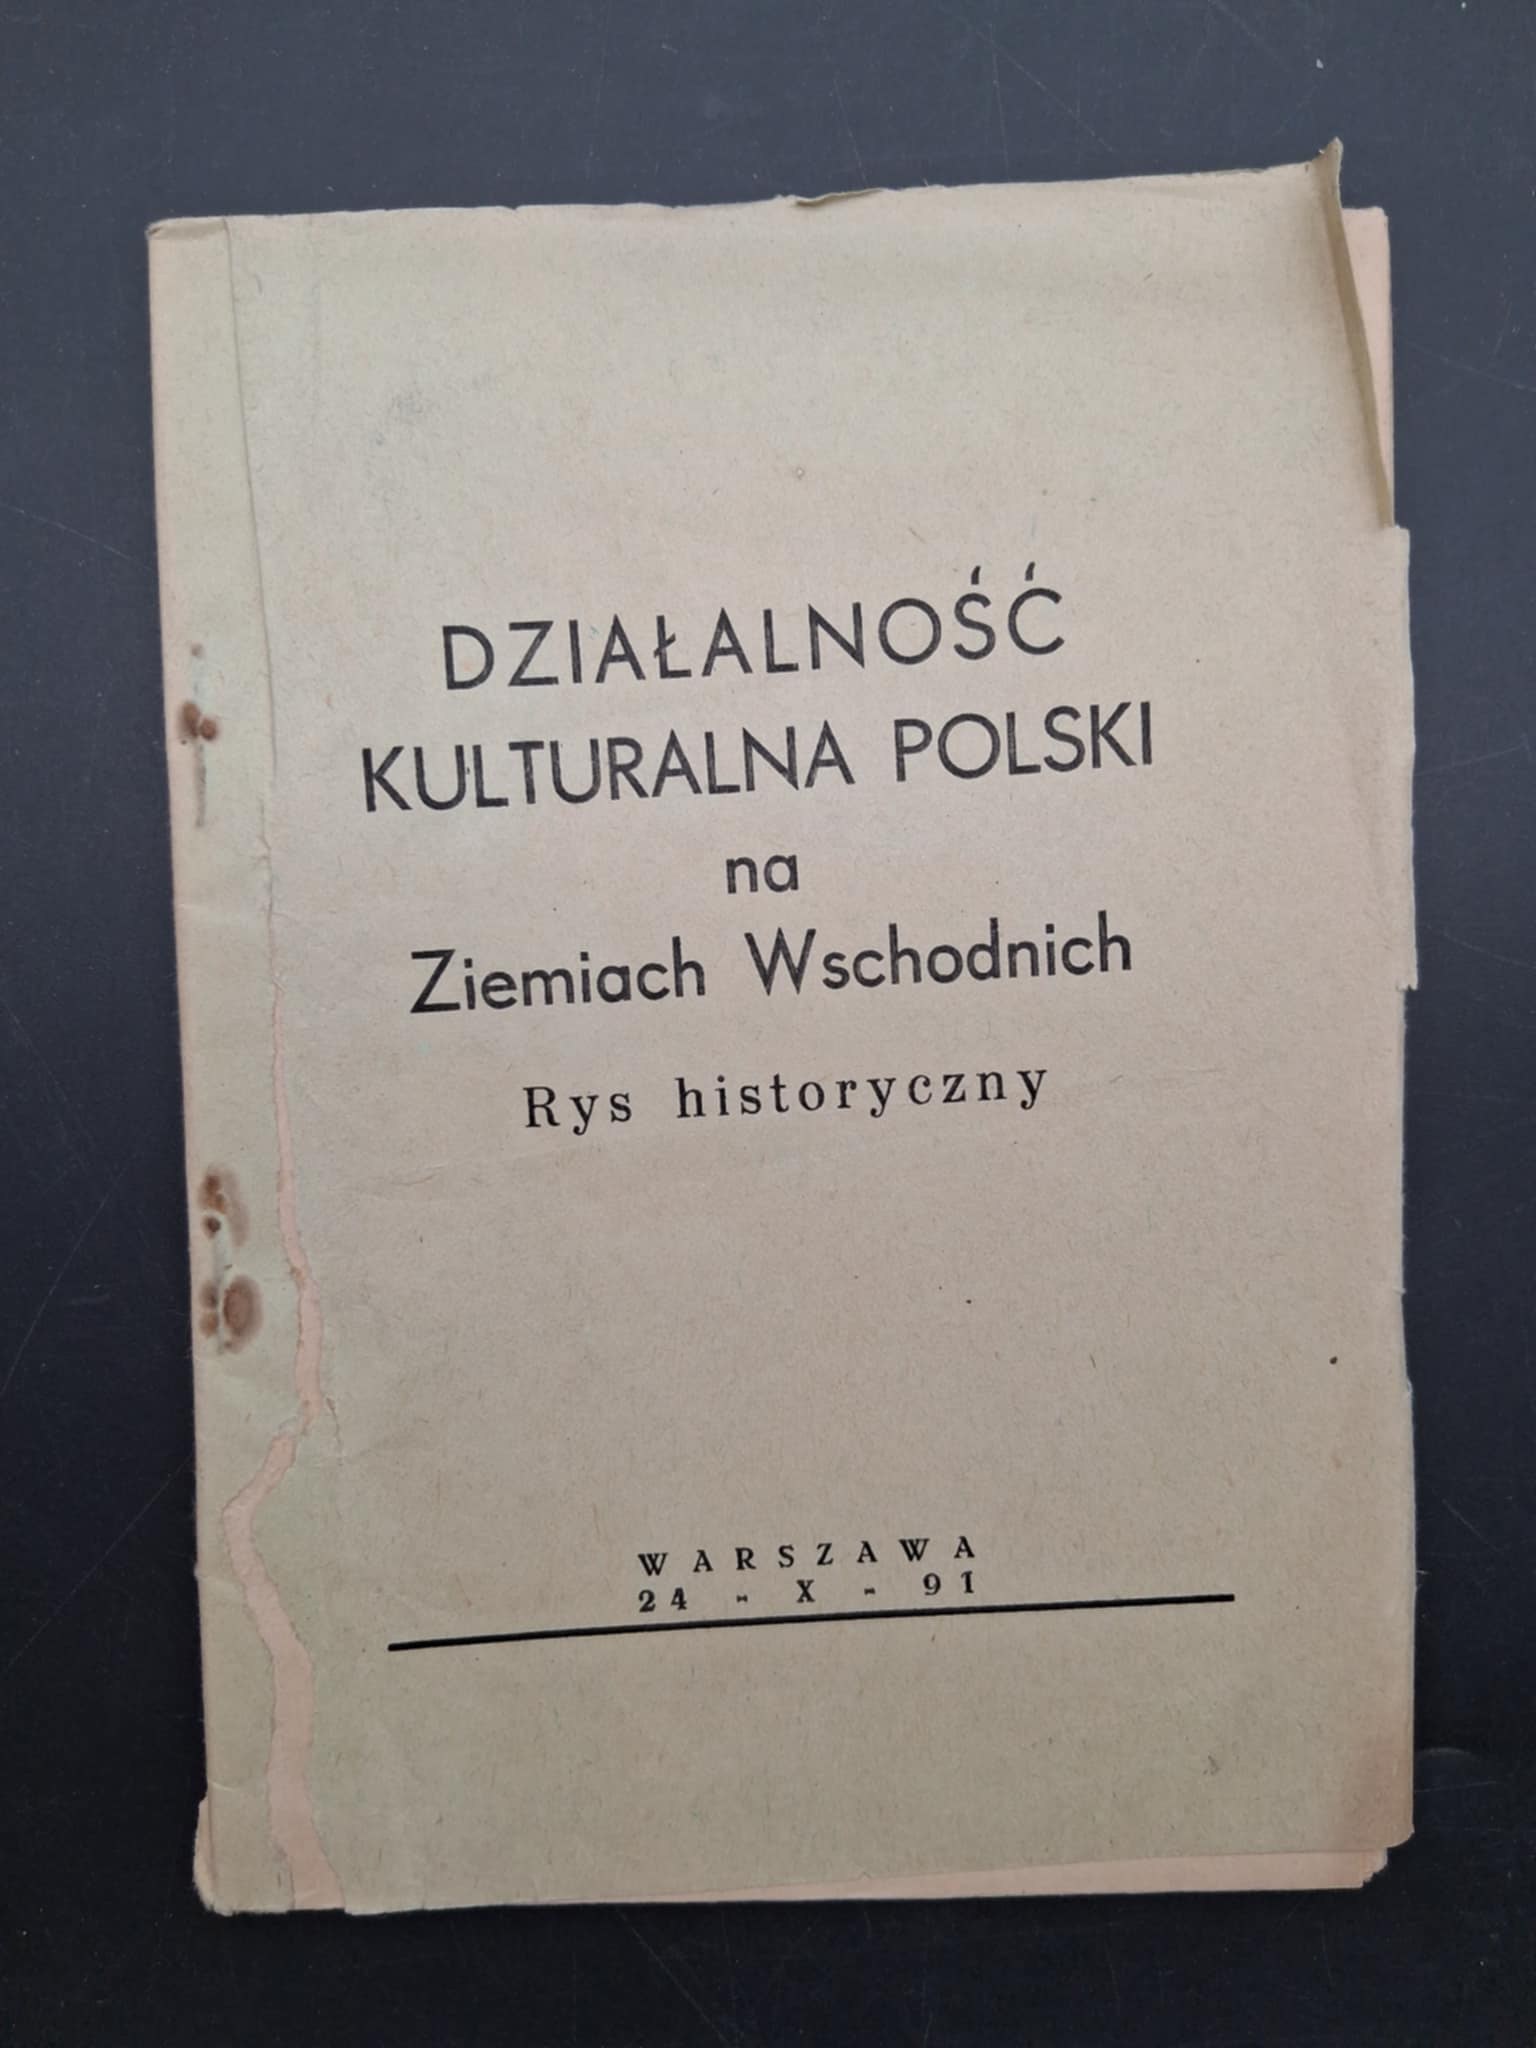 DZIAŁALNOŚĆ
KULTURALNA POLSKI
na
Ziemiach Wschodnich
Rys historyczny
WARSZAWA
24 - X - 91